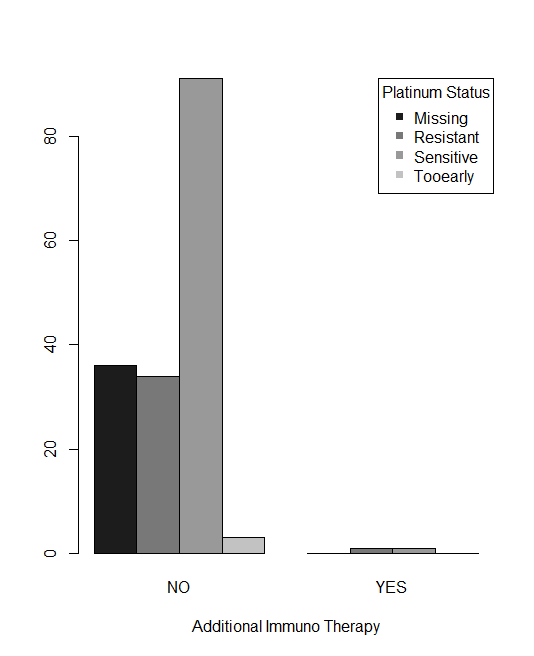 Platinum Status
Missing
Resistant
Sensitive
Tooearly
80
60
40
20
0
NO
YES
Additional Immuno Therapy